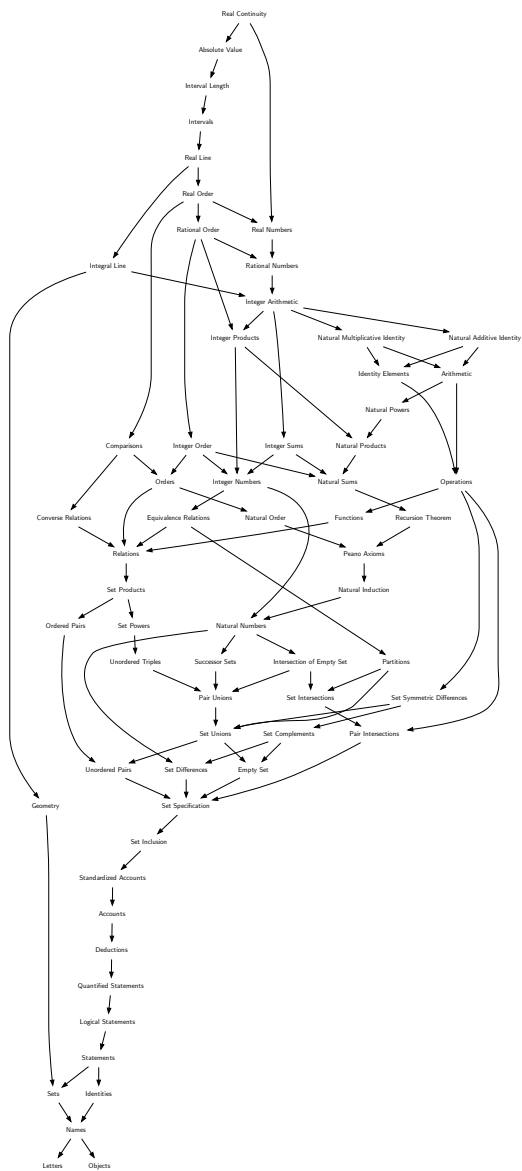 Real Continuity
Absolute Value
Interval Length
Intervals
Real Line
Real Order
Rational Order Real Numbers
Integral Line Rational Numbers
Integer Arithmetic
Integer Products Natural Multiplicative Identity Natural Additive Identity
Identity Elements Arithmetic
Natural Powers
Comparisons Integer Order Integer Sums Natural Products
Orders Integer Numbers Natural Sums Operations
Converse Relations Equivalence Relations Natural Order Functions Recursion Theorem
Relations Peano Axioms
Set Products Natural Induction
Ordered Pairs Set Powers Natural Numbers
Unordered Triples Successor Sets Intersection of Empty Set Partitions
Pair Unions Set Intersections Set Symmetric Differences
Set Unions Set Complements Pair Intersections
Unordered Pairs Set Differences Empty Set
Geometry Set Specification
Set Inclusion
Standardized Accounts
Accounts
Deductions
Quantified Statements
Logical Statements
Statements
Sets Identities
Names
Letters Objects